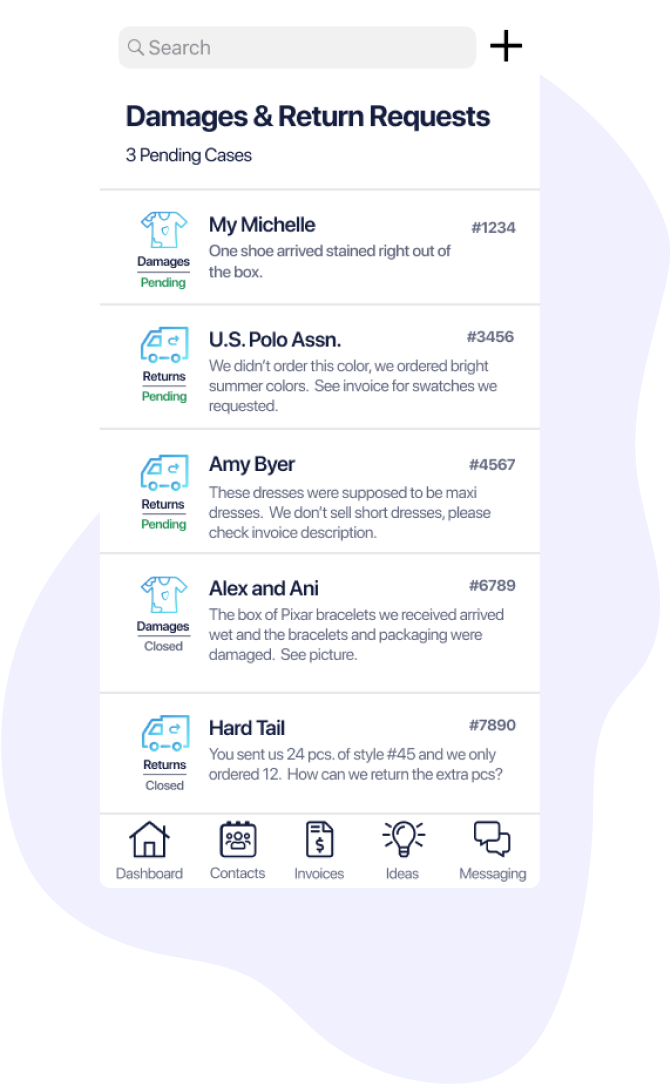 Search
Damages & Return Requests
3 Pending Cases
My Michelle
#1234
One shoe arrived stained right out of
the box.
Damages
Pending
U.S. Polo Assn.
#3456
We didn't order this color, we ordered bright
summer colors. See invoice for swatches we
requested.
Returns
Pending
Amy Byer
#4567
These dresses were supposed to be maxi
dresses. We don't sell short dresses, please
check invoice description.
Returns
Pending
Alex and Ani
#6789
The box of Pixar bracelets we received arrived
wet and the bracelets and packaging were
damaged. See picture.
Damages
Closed
Hard Tail
#7890
You sent us 24 pcs. of style #45 and we only
ordered 12. How can we return the extra pcs?
Returns
Closed
$
Dashboard
Contacts
Invoices
Ideas
Messaging